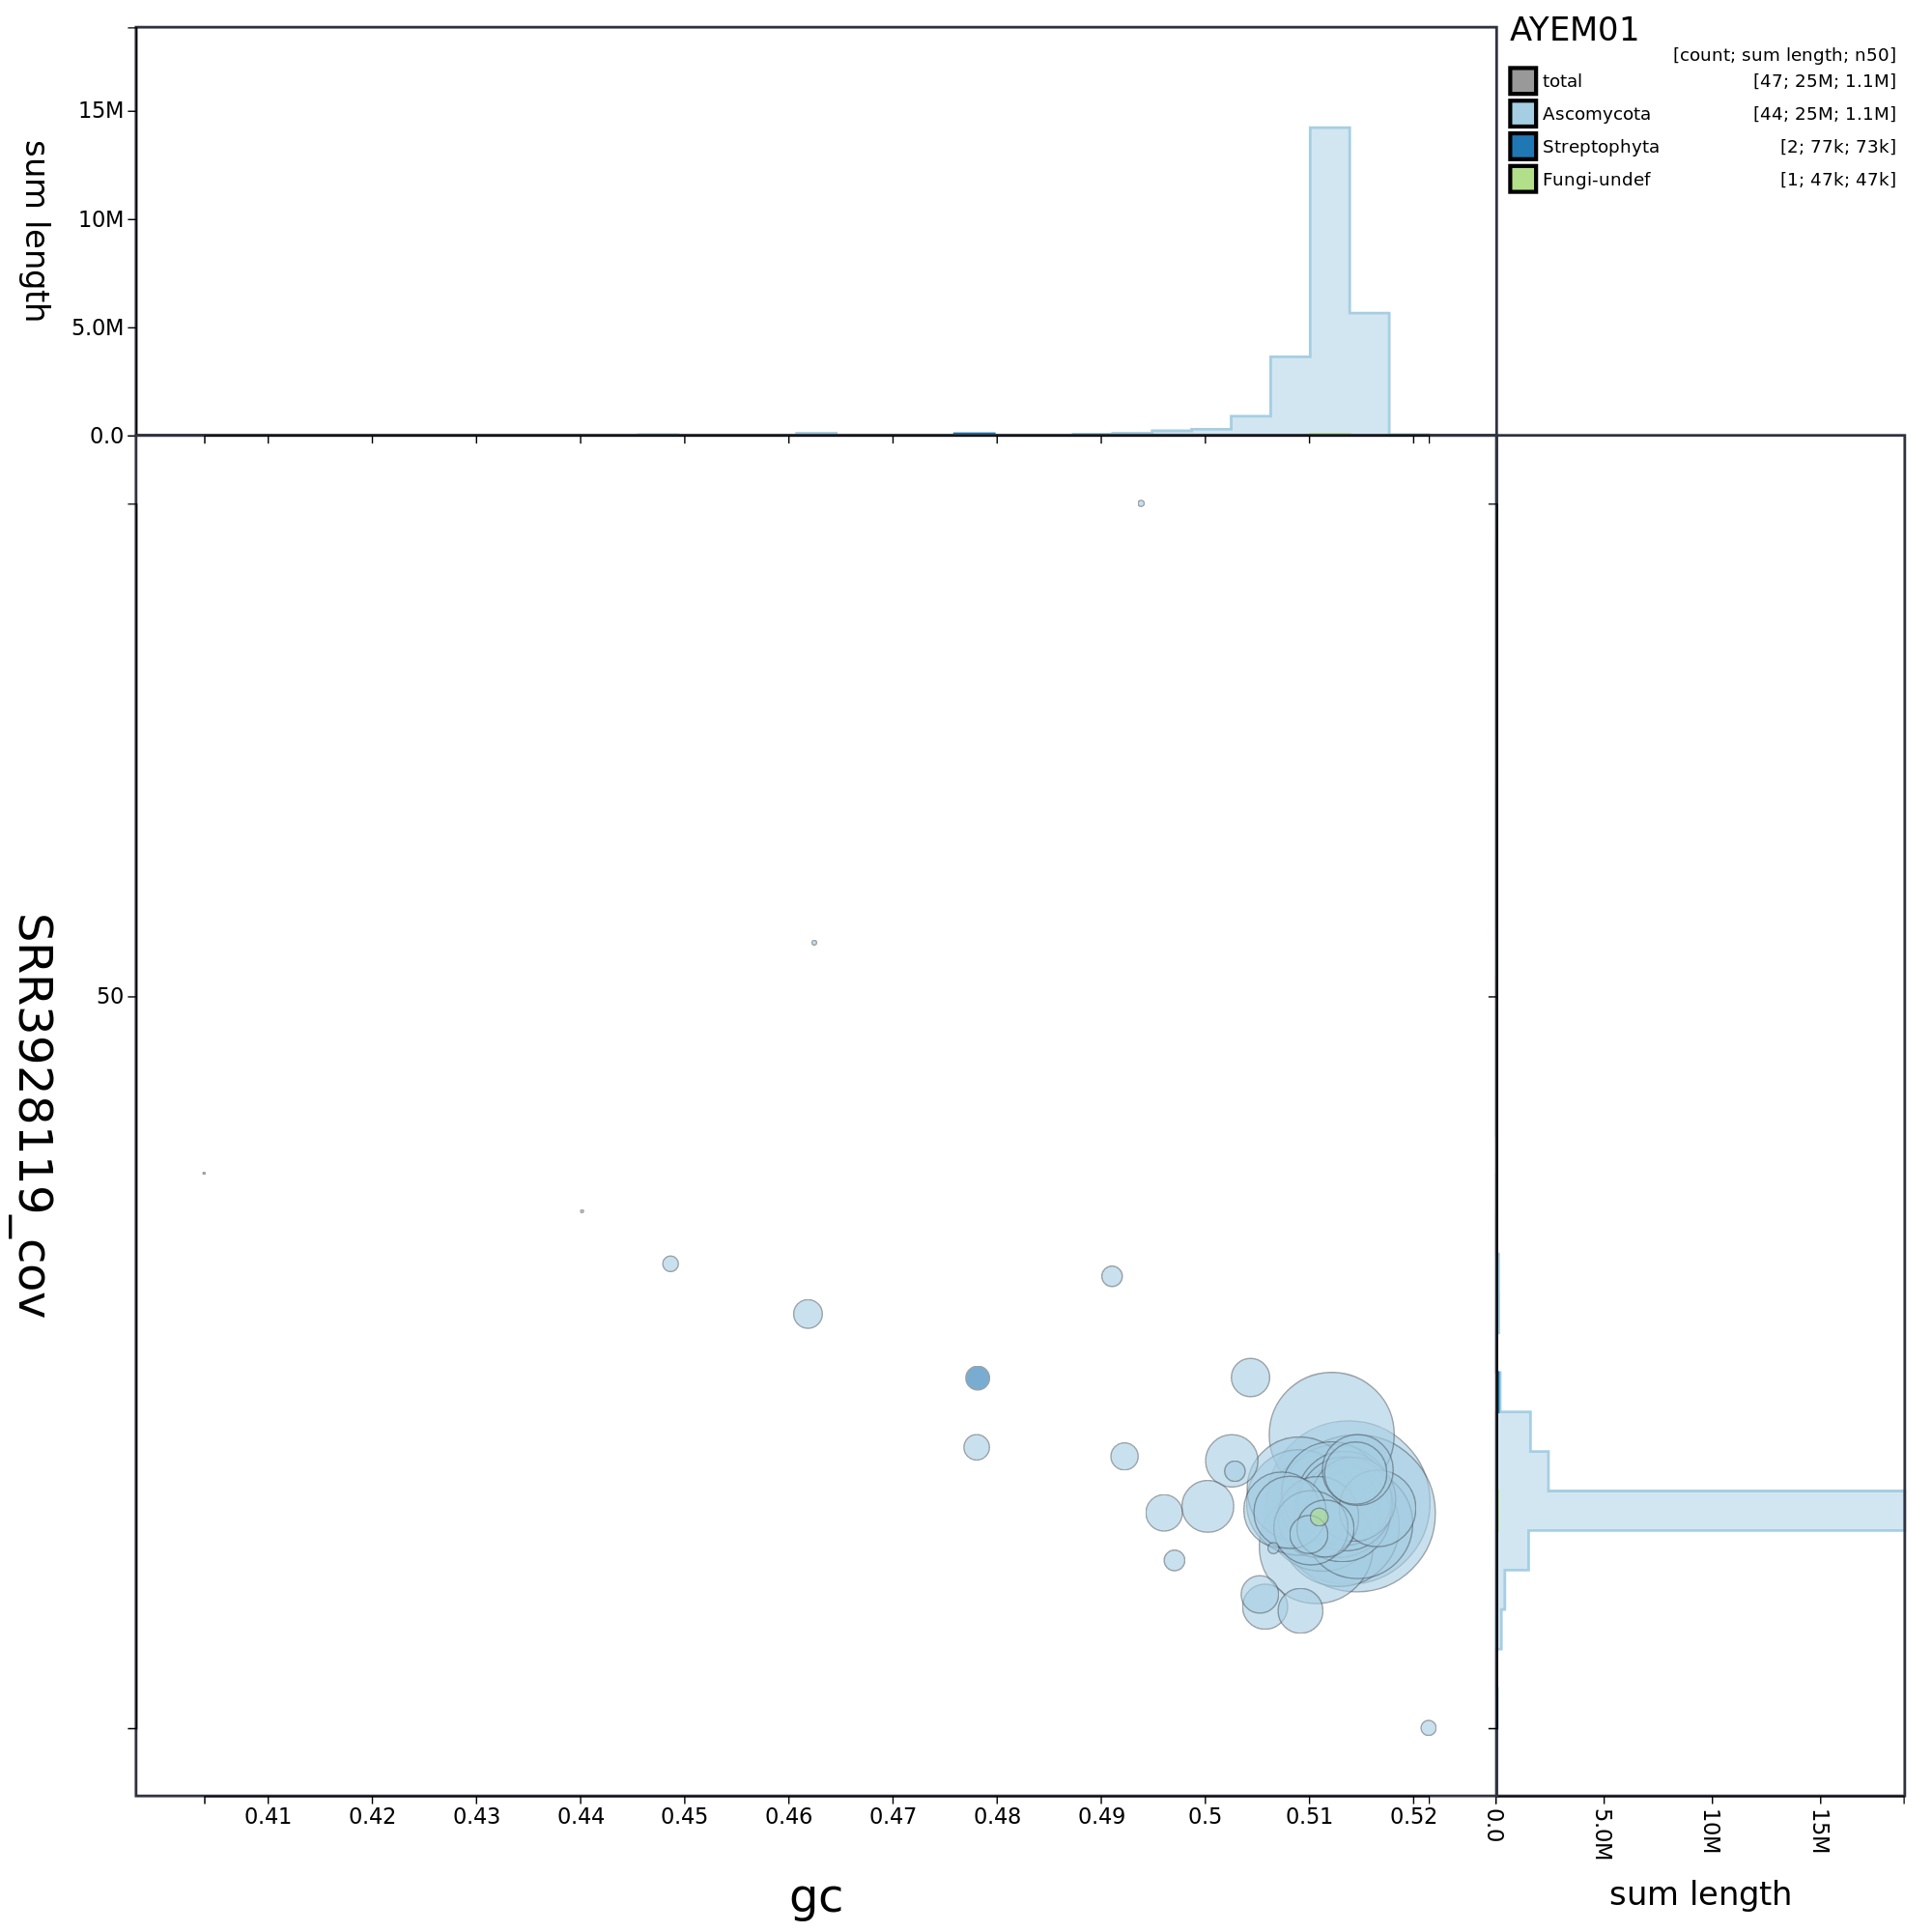 AYEM01
[count; sum length; n50]
total [47; 25M; 1.1M]
Ascomycota [44; 25M; 1.1M]
Streptophyta [2; 77k; 73k]
Fungi-undef [1; 47k; 47k]
sum length
15M
10M
5.0M
0.0
SRR3928119_cov
50
0.41 0.42 0.43 0.44 0.45 0.46 0.47 0.48 0.49 0.5 0.51 0.52
gc
0.0 5.0M 10M 15M
sum length